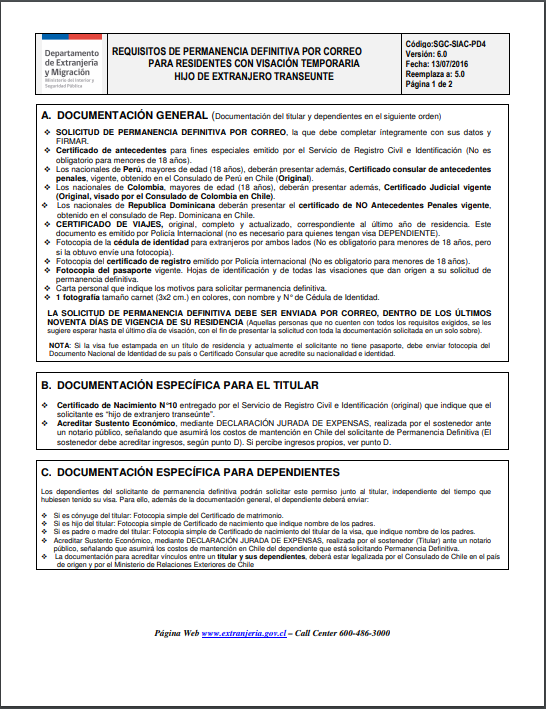 Departamento
de Extranjería
y Migración
Ministerio del Interior y
Seguridad Pública
REQUISITOS DE PERMANENCIA DEFINITIVA POR CORREO
PARA RESIDENTES CON VISACIÓN TEMPORARIA
HIJO DE EXTRANJERO TRANSEUNTE
Código:SGC-SIAC-PD4
Versión: 6.0
Fecha: 13/07/2016
Reemplaza a: 5.0
Página 1 de 2
A. DOCUMENTACIÓN GENERAL (Documentación del titular y dependientes en el siguiente orden)
❖ SOLICITUD DE PERMANENCIA DEFINITIVA POR CORREO, la que debe completar íntegramente con sus datos y
FIRMAR.
❖ Certificado de antecedentes para fines especiales emitido por el Servicio de Registro Civil e Identificación (No es
obligatorio para menores de 18 años).
❖ Los nacionales de Perú, mayores de edad (18 años), deberán presentar además, Certificado consular de antecedentes
penales, vigente, obtenido en el Consulado de Perú en Chile (Original).
❖ Los nacionales de Colombia, mayores de edad (18 años), deberán presentar además, Certificado Judicial vigente
(Original, visado por el Consulado de Colombia en Chile).
❖ Los nacionales de Republica Dominicana deberán presentar el certificado de NO Antecedentes Penales vigente,
obtenido en el consulado de Rep. Dominicana en Chile.
❖ CERTIFICADO DE VIAJES, original, completo y actualizado, correspondiente al último año de residencia. Este
documento es emitido por Policía Internacional (no es necesario para quienes tengan visa DEPENDIENTE).
❖ Fotocopia de la cédula de identidad para extranjeros por ambos lados (No es obligatorio para menores de 18 años, pero
si la obtuvo envíe una fotocopia).
❖ Fotocopia del certificado de registro emitido por Policía internacional (No es obligatorio para menores de 18 años).
❖ Fotocopia del pasaporte vigente. Hojas de identificación y de todas las visaciones que dan origen a su solicitud de
permanencia definitiva.
❖ Carta personal que indique los motivos para solicitar permanencia definitiva.
❖ 1 fotografía tamaño carnet (3x2 cm.) en colores, con nombre y N° de Cédula de Identidad.
LA SOLICITUD DE PERMANENCIA DEFINITIVA DEBE SER ENVIADA POR CORREO, DENTRO DE LOS ÚLTIMOS
NOVENTA DÍAS DE VIGENCIA DE SU RESIDENCIA (Aquellas personas que no cuenten con todos los requisitos exigidos, se les
sugiere esperar hasta el último día de visación, con el fin de presentar la solicitud con toda la documentación solicitada en un solo sobre).
NOTA: Si la visa fue estampada en un título de residencia y actualmente el solicitante no tiene pasaporte, debe enviar fotocopia del
Documento Nacional de Identidad de su país o Certificado Consular que acredite su nacionalidad e identidad.
B. DOCUMENTACIÓN ESPECÍFICA PARA EL TITULAR
❖ Certificado de Nacimiento N°10 entregado por el Servicio de Registro Civil e Identificación (original) que indique que el
solicitante es “hijo de extranjero transeúnte”.
❖ Acreditar Sustento Económico, mediante DECLARACIÓN JURADA DE EXPENSAS, realizada por el sostenedor ante
un notario público, señalando que asumirá los costos de mantención en Chile del solicitante de Permanencia Definitiva (El
sostenedor debe acreditar ingresos, según punto D). Si percibe ingresos propios, ver punto D.
C. DOCUMENTACIÓN ESPECÍFICA PARA DEPENDIENTES
Los dependientes del solicitante de permanencia definitiva podrán solicitar este permiso junto al titular, independiente del tiempo que
hubiesen tenido su visa. Para ello, además de la documentación general, el dependiente deberá enviar:
❖ Si es cónyuge del titular: Fotocopia simple del Certificado de matrimonio.
❖ Si es hijo del titular: Fotocopia simple de Certificado de nacimiento que indique nombre de los padres.
❖ Si es padre o madre del titular: Fotocopia simple de Certificado de nacimiento del titular de la visa, que indique nombre de los padres.
❖ Acreditar Sustento Económico, mediante DECLARACIÓN JURADA DE EXPENSAS, realizada por el sostenedor (Titular) ante un notario
público, señalando que asumirá los costos de mantención en Chile del dependiente que está solicitando Permanencia Definitiva.
❖ La documentación para acreditar vínculos entre un titular y sus dependientes, deberá estar legalizada por el Consulado de Chile en el país
de origen y por el Ministerio de Relaciones Exteriores de Chile
Página Web www.extranjeria.gov.cl – Call Center 600-486-3000